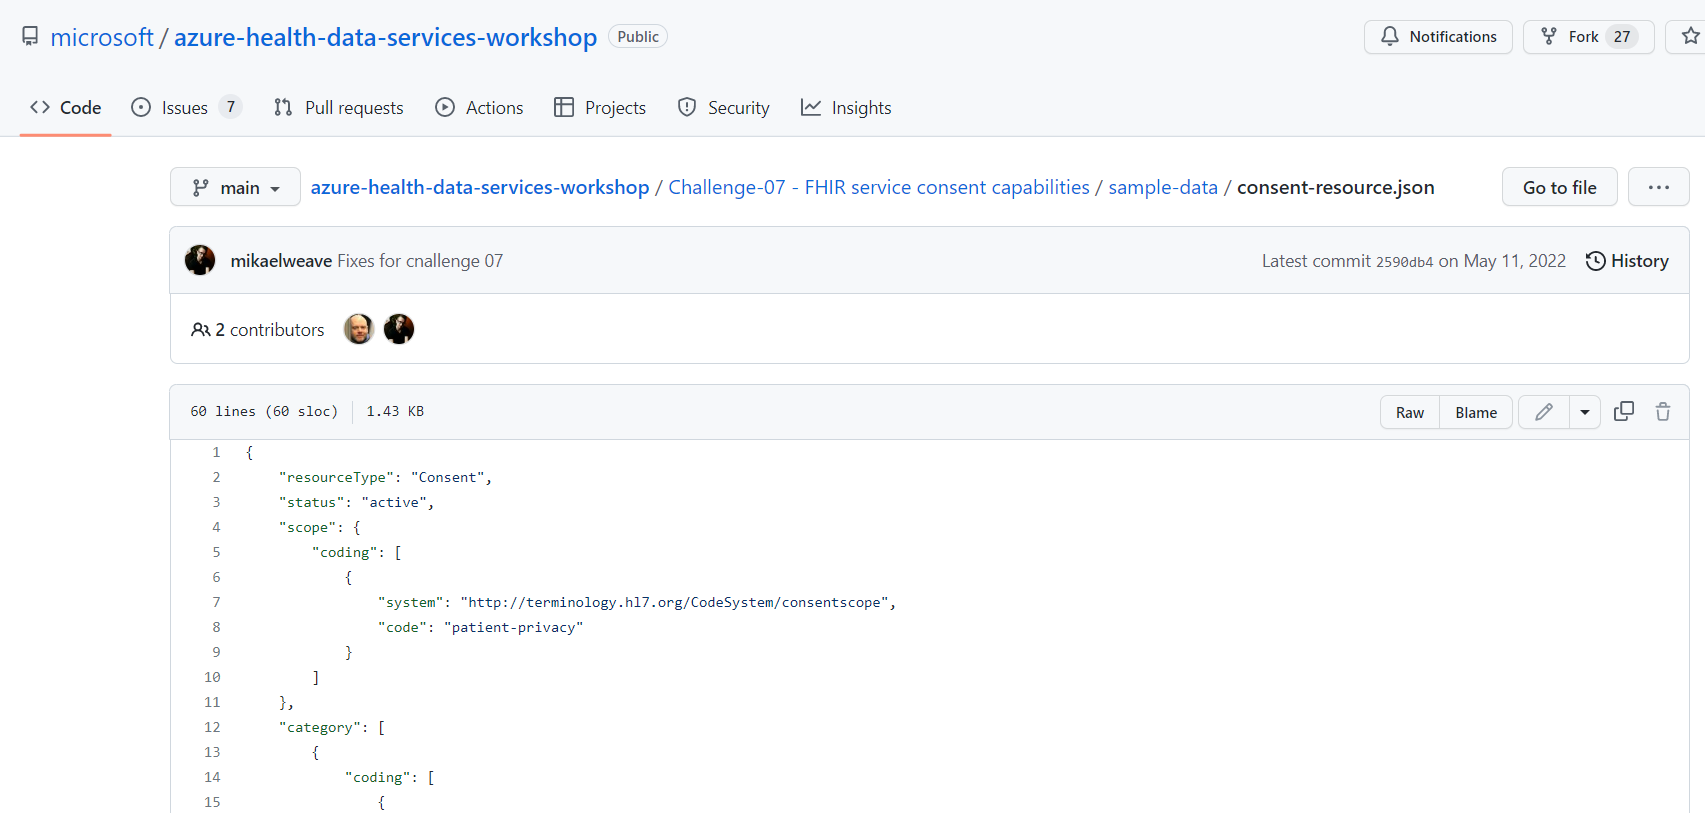 microsoft / azure-health-data-services-workshop Public Notifications Fork 27
Code Issues 7 Pull requests Actions Projects Security Insights
main azure-health-data-services-workshop / Challenge-07 - FHIR service consent capabilities / sample-data / consent-resource.json Go to file ...
mikaelweave Fixes for cnallenge 07 Latest commit 2590db4 on May 11, 2022 History
2 contributors
60 lines (60 sloc) 1.43 KB Raw Blame
1 {
2 "resourceType": "Consent",
3 "status": "active",
4 "scope": {
5 "coding": [
6 {
7 "system": "http://terminology.hl7.org/CodeSystem/consentscope",
8 "code": "patient-privacy"
9 }
10 ]
11 },
12 "category": [
13 {
14 "coding": [
15 {